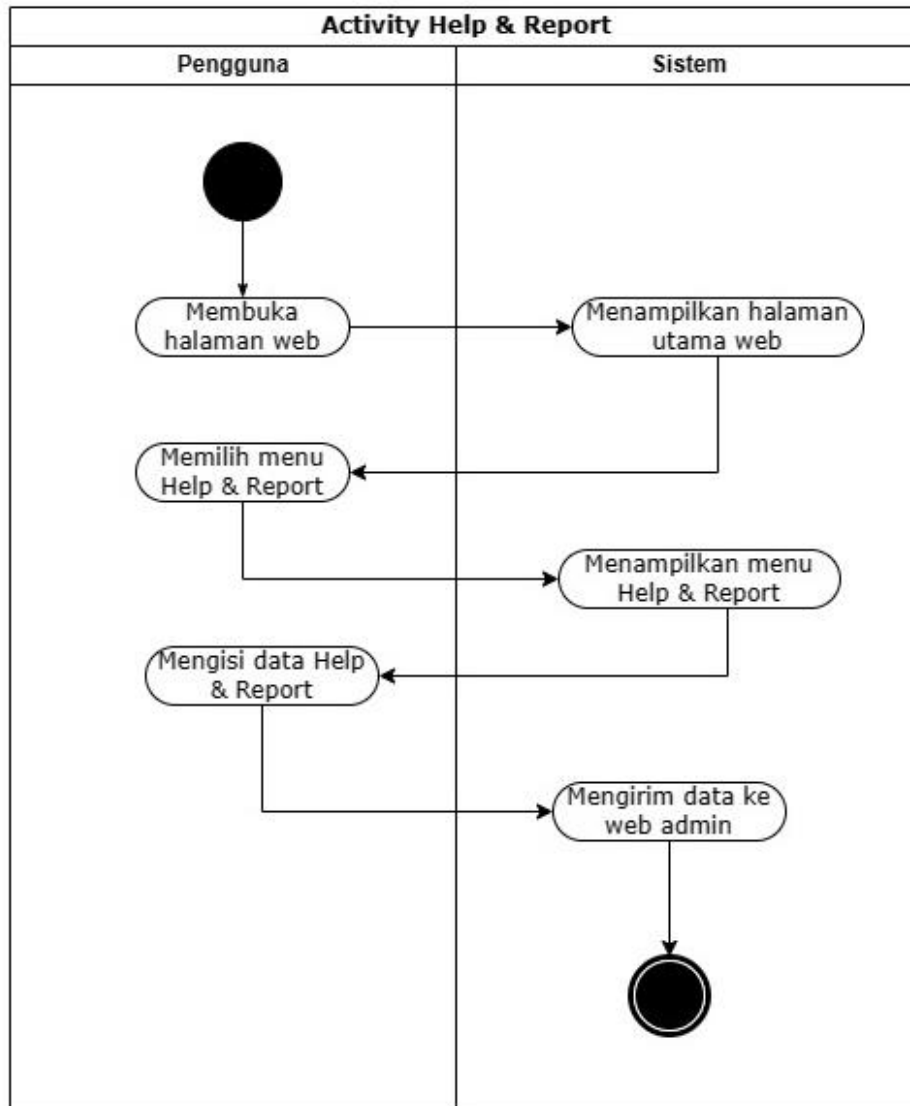 Activity Help & Report
Pengguna
Sistem
Membuka
halaman web
Menampilkan halaman
utama web
Memilih menu
Help & Report
Menampilkan menu
Help & Report
Mengisi data Help
& Report
Mengirim data ke
web admin